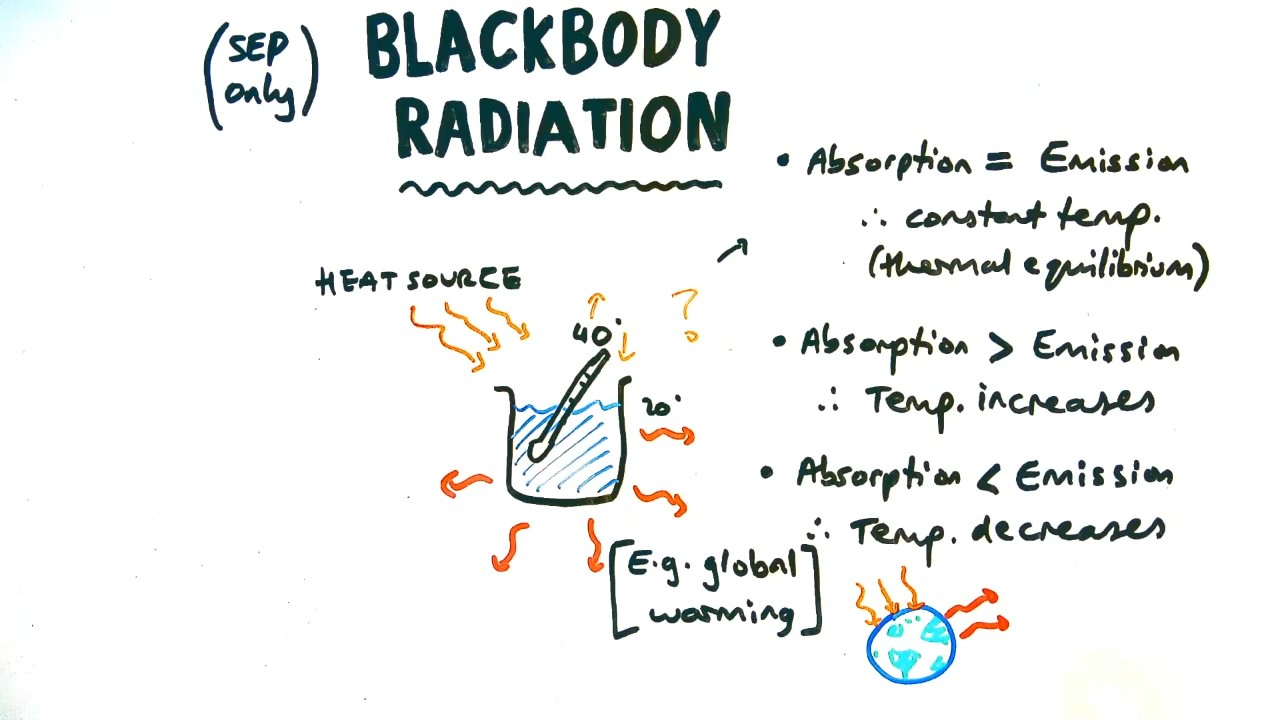 (SEP
only)
BLACKBODY
RADIATION
• Absorption = Emission
∴ constant temp.
(thermal equilibrium)
HEAT SOURCE
40°
?
• Absorption > Emission
∴ Temp. increases
20°
• Absorption < Emission
∴ Temp. decreases
[E.g. global
warming]